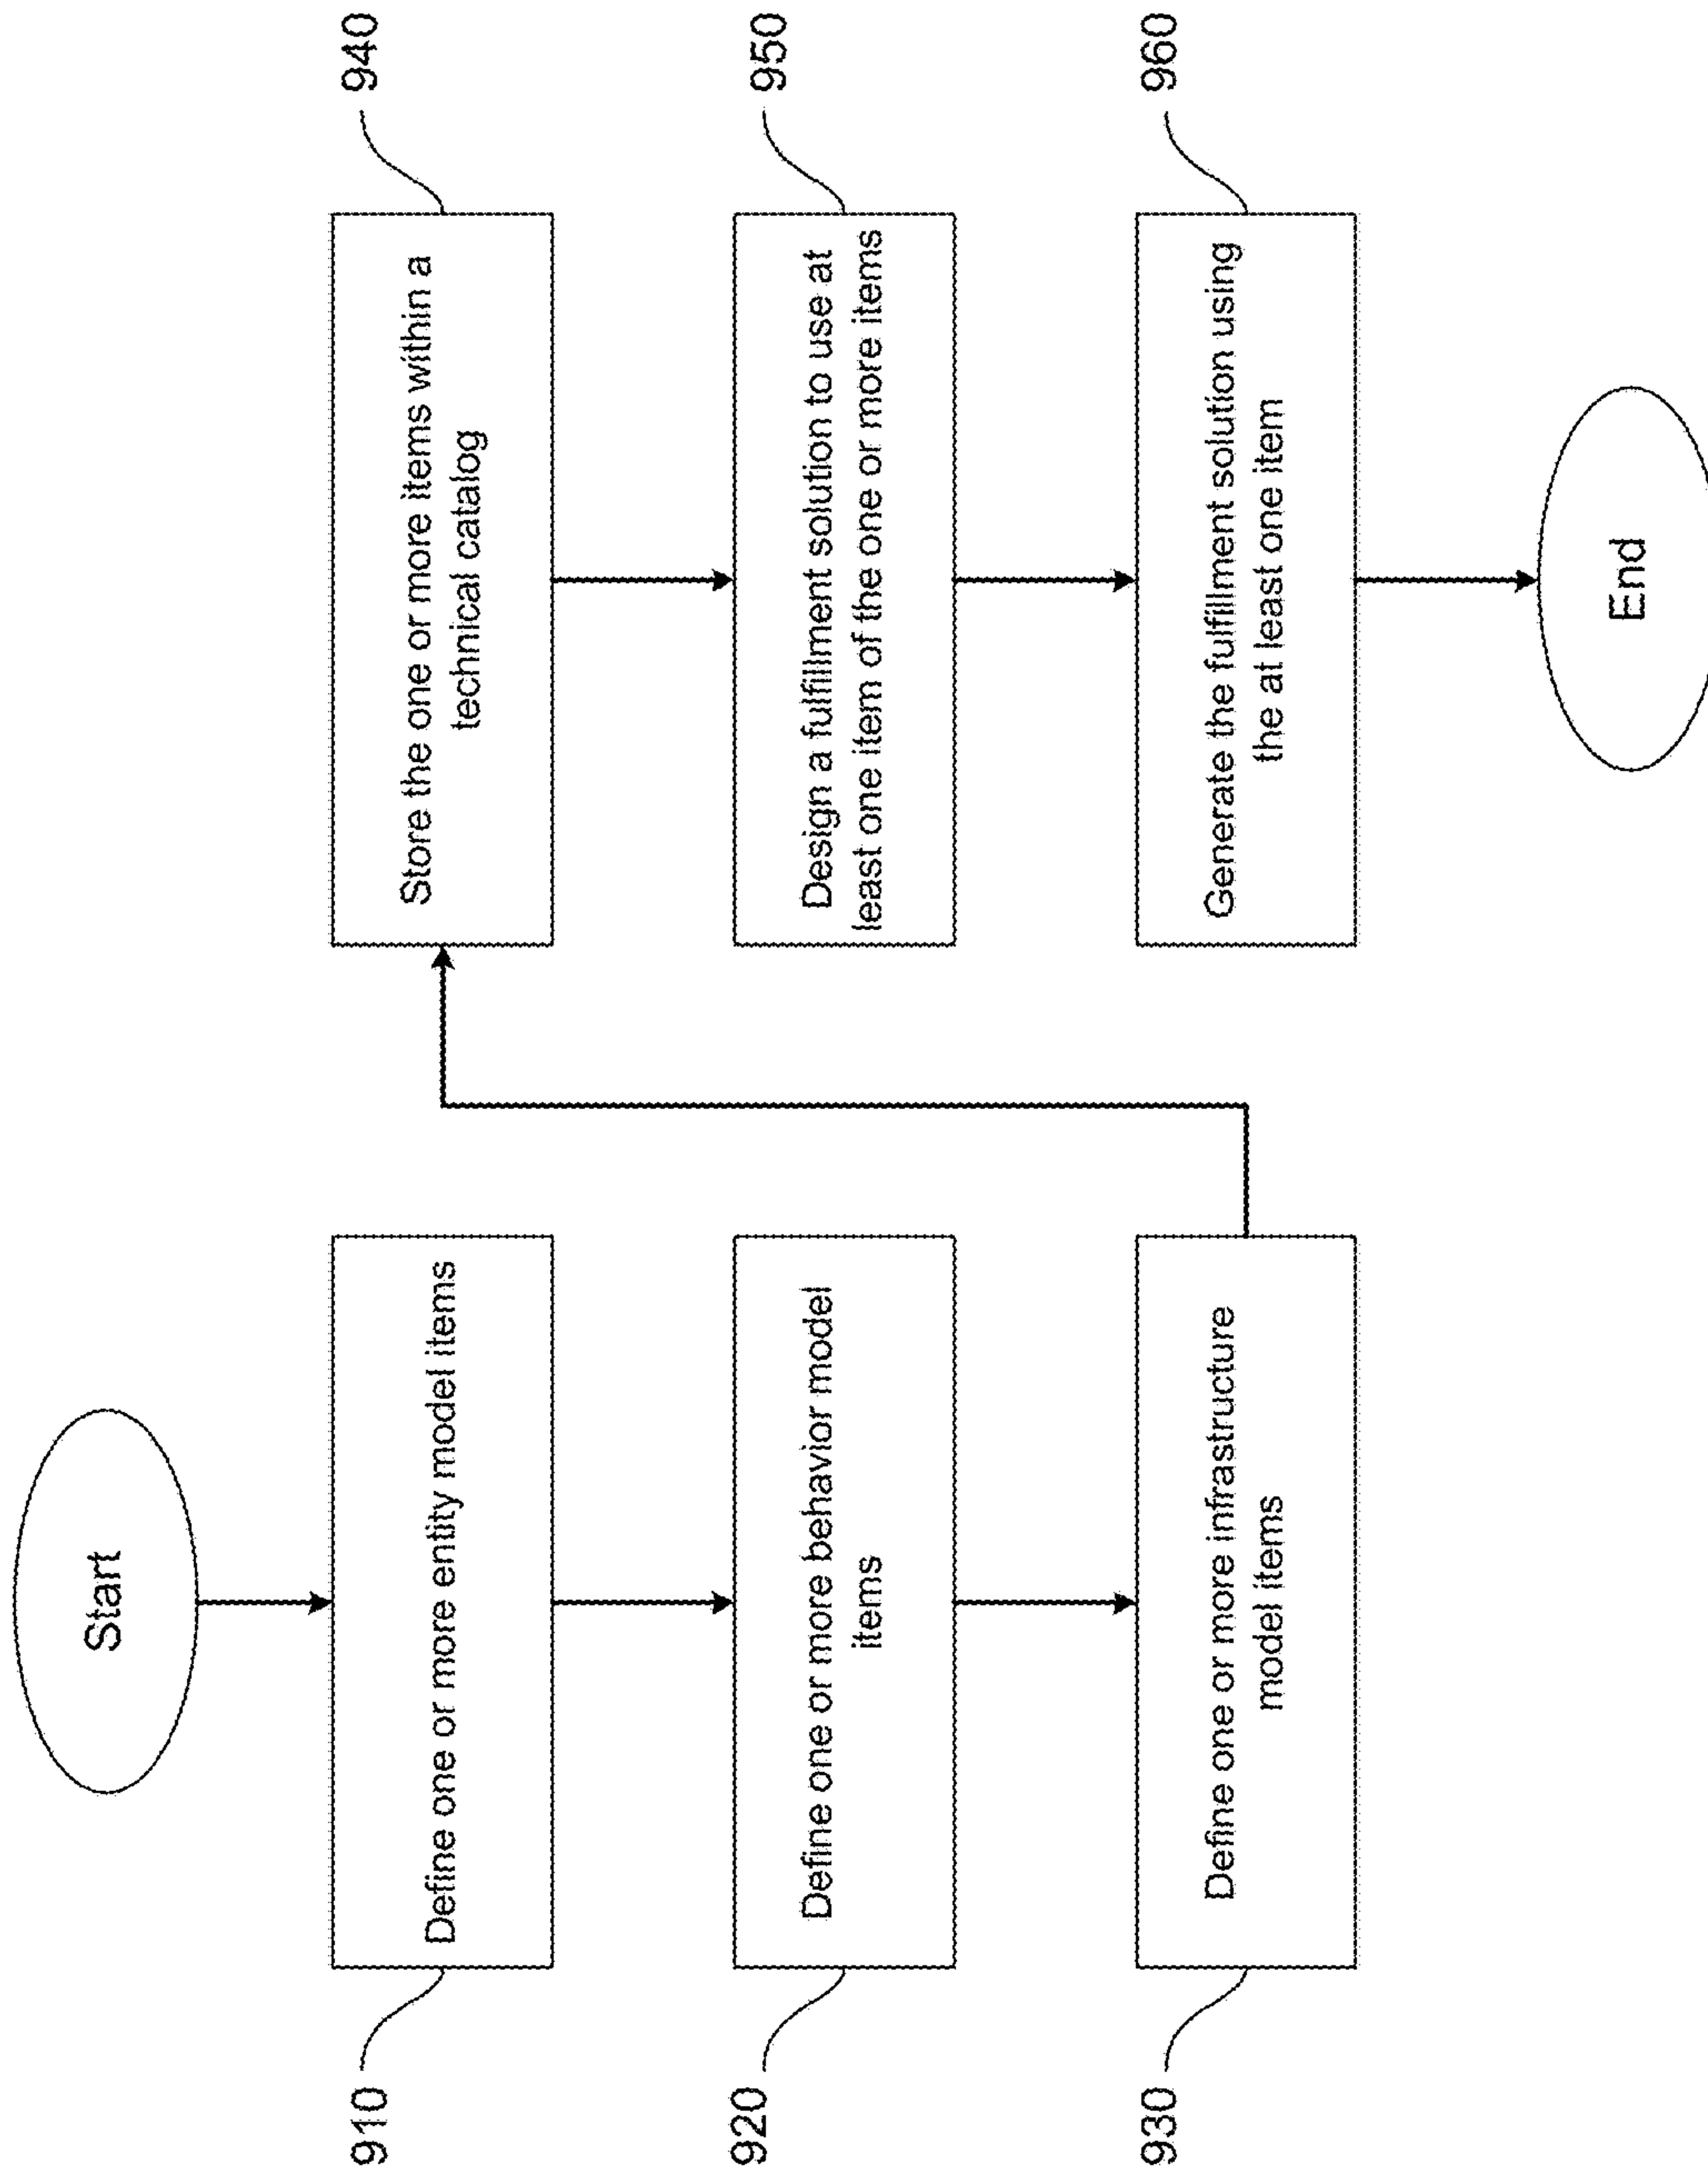 Start
910
Define one or more entity model items
920
Define one or more behavior model
items
930
Define one or more infrastructure
model items
940
Store the one or more items within a
technical catalog
950
Design a fulfillment solution to use at
least one item of the one or more items
960
Generate the fulfillment solution using
the at least one item
End